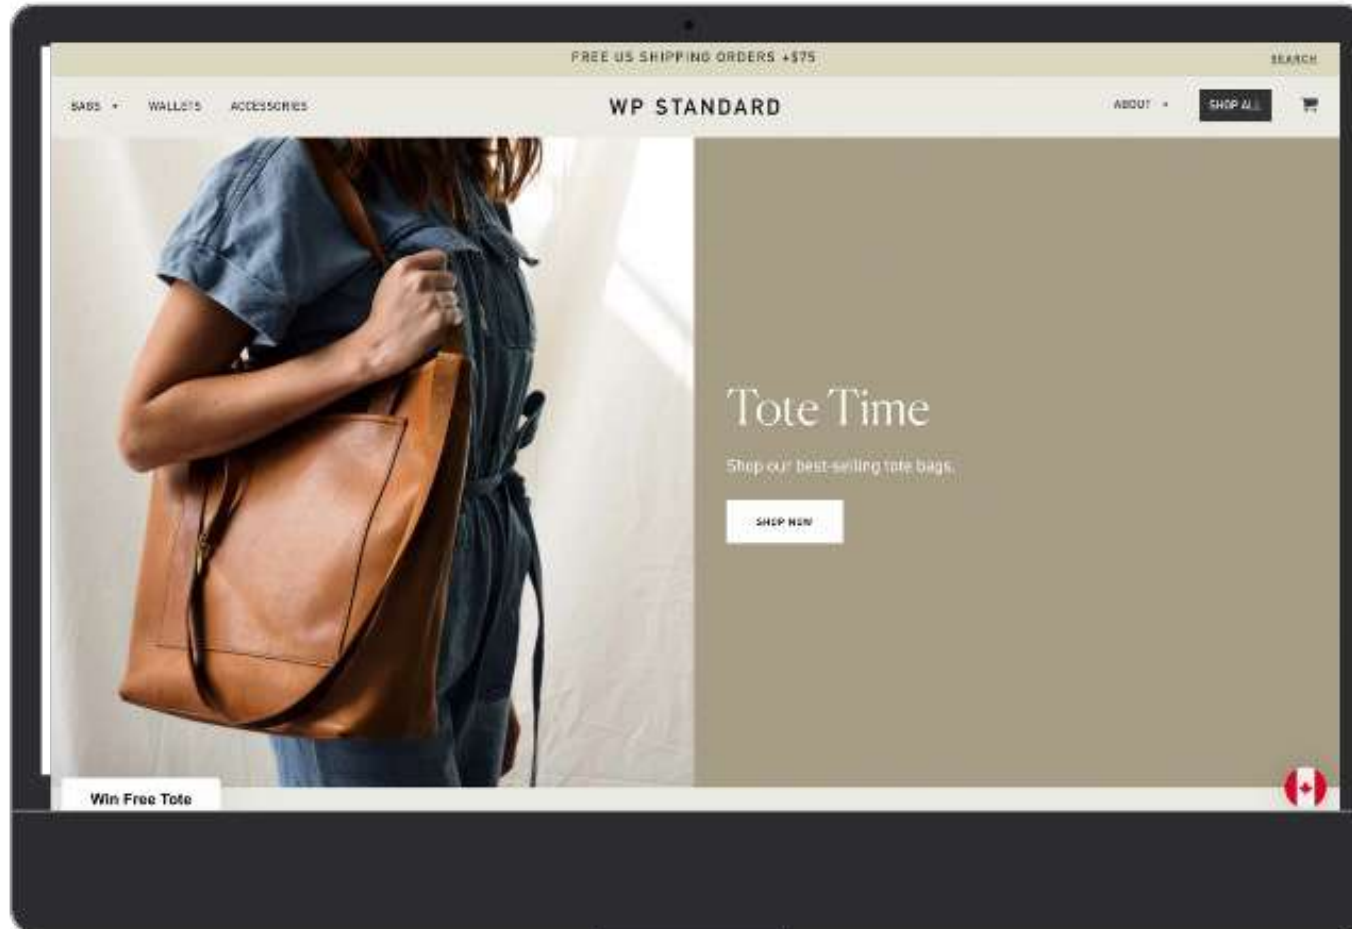 FREE US SHIPPING ORDERS +$75
SEARCH
BAGS
WALLETS
ACCESSORIES
WP STANDARD
ABOUT
SHOP ALL
Tote Time
Shop our best-selling tote bags.
SHOP NOW
Win Free Tote